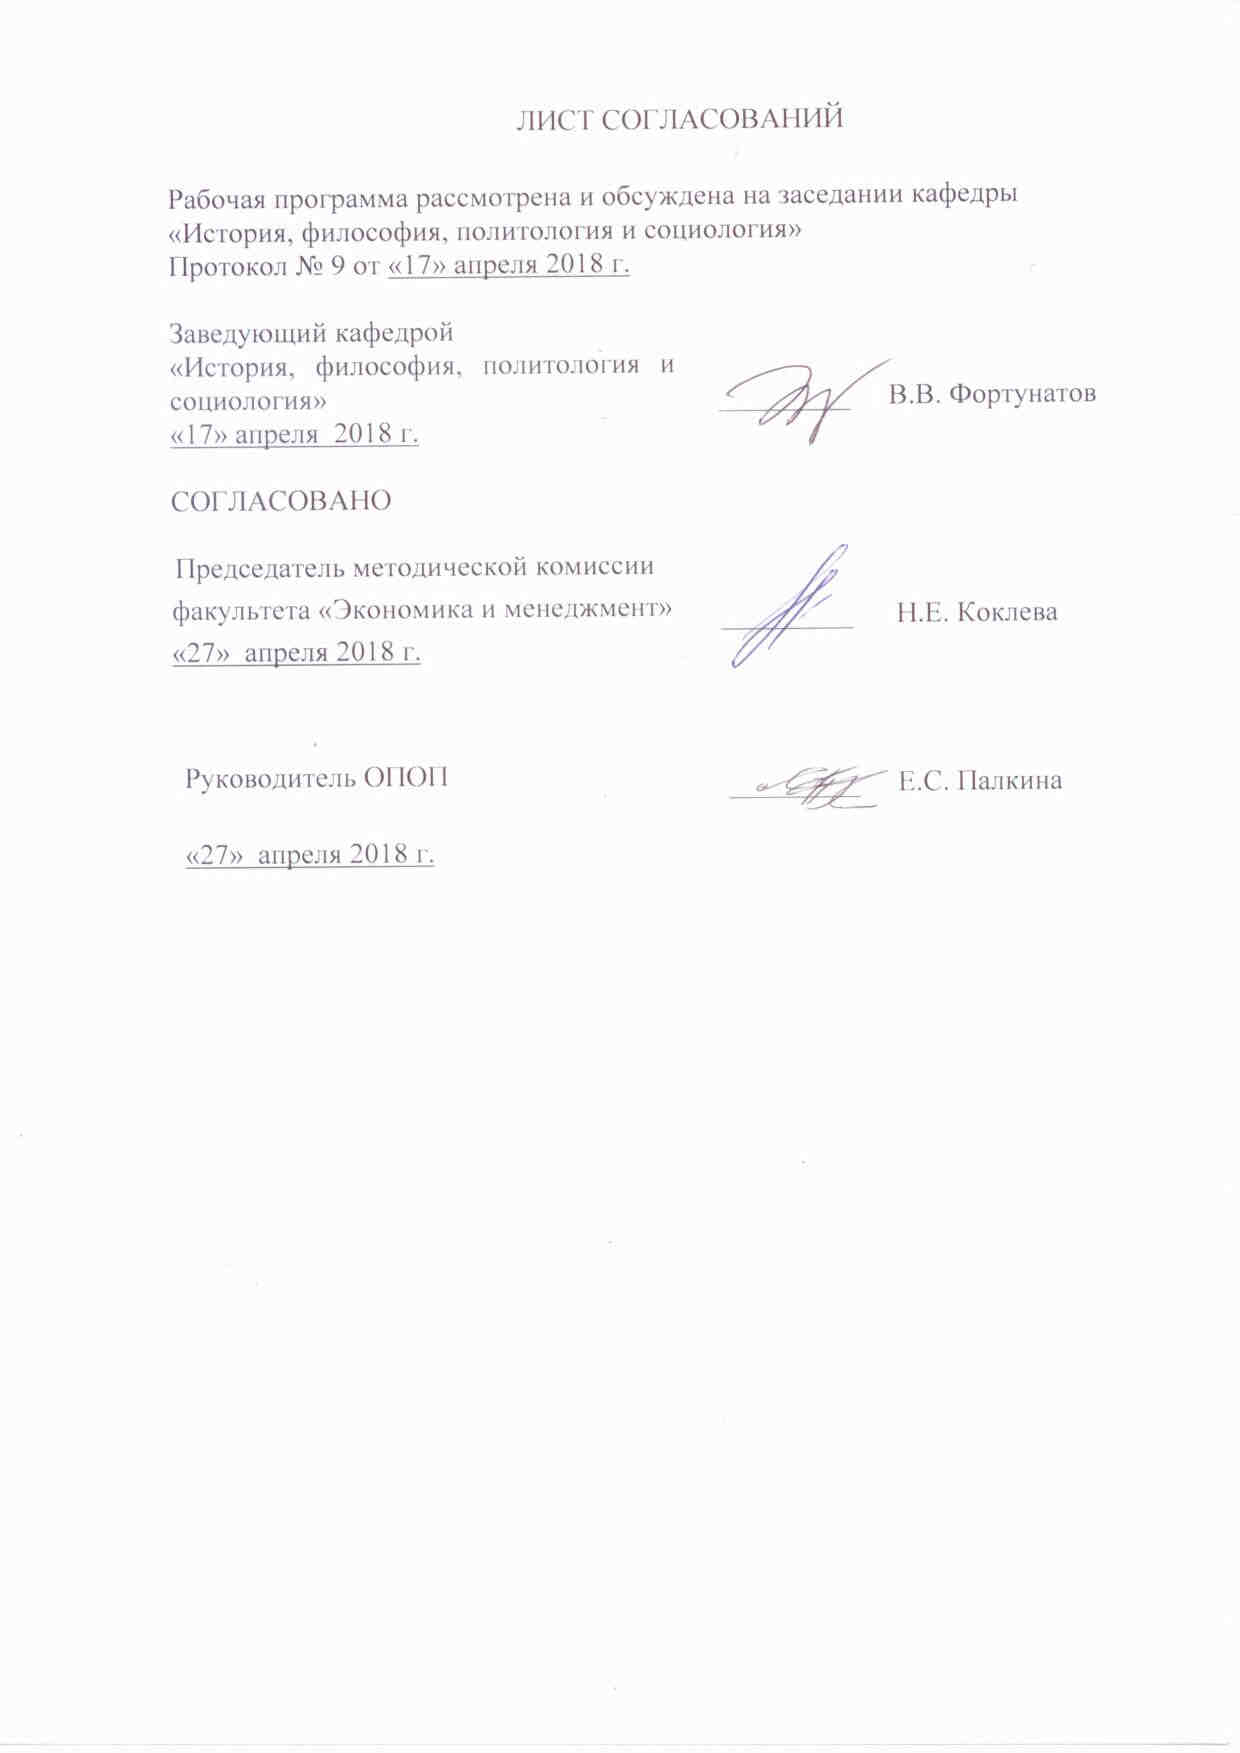 ЛИСТ СОГЛАСОВАНИЙ
Рабочая программа рассмотрена и обсуждена на заседании кафедры
«История, философия, политология и социология»
Протокол № 9 от «17» апреля 2018 г.
Заведующий кафедрой
«История, философия, политология и
социология» В.В. Фортунатов
«17» апреля 2018 г.
СОГЛАСОВАНО
Председатель методической комиссии
факультета «Экономика и менеджмент» Н.Е. Коклева
«27» апреля 2018 г.
Руководитель ОПОП Е.С. Палкина
«27» апреля 2018 г.